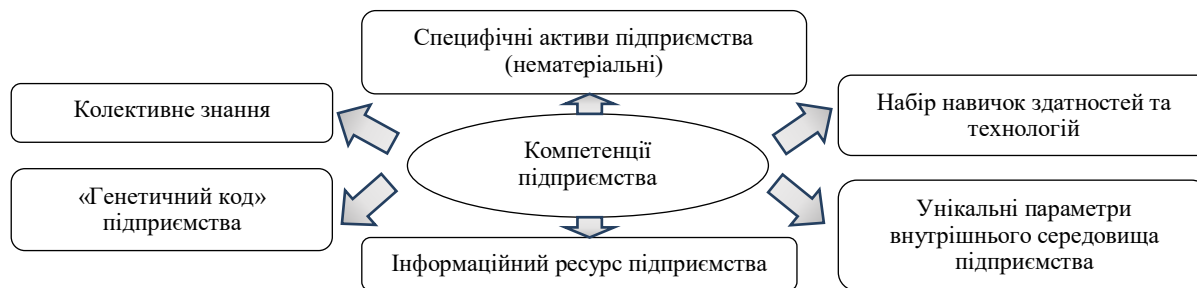 Специфічні активи підприємства
(нематеріальні)
Колективне знання
Набір навичок здатностей та
технологій
Компетенції
підприємства
«Генетичний код»
підприємства
Унікальні параметри
внутрішнього середовища
підприємства
Інформаційний ресурс підприємства